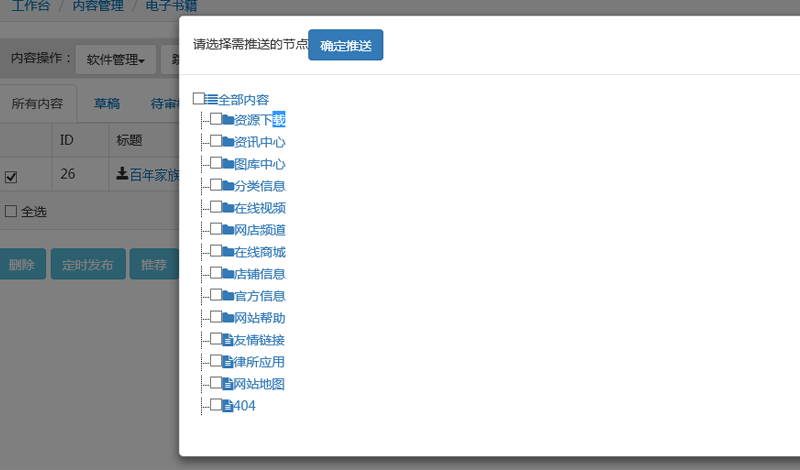 工作台 / 内容管理 / 电子书籍
内容操作： 软件管理
所有内容 草稿 待审
ID 标题
26 百年家族
全选
删除 定时发布 推荐
请选择需推送的节点 确定推送
全部内容
资源下载
资讯中心
图库中心
分类信息
在线视频
网店频道
在线商城
店铺信息
官方信息
网站帮助
友情链接
律所应用
网站地图
404